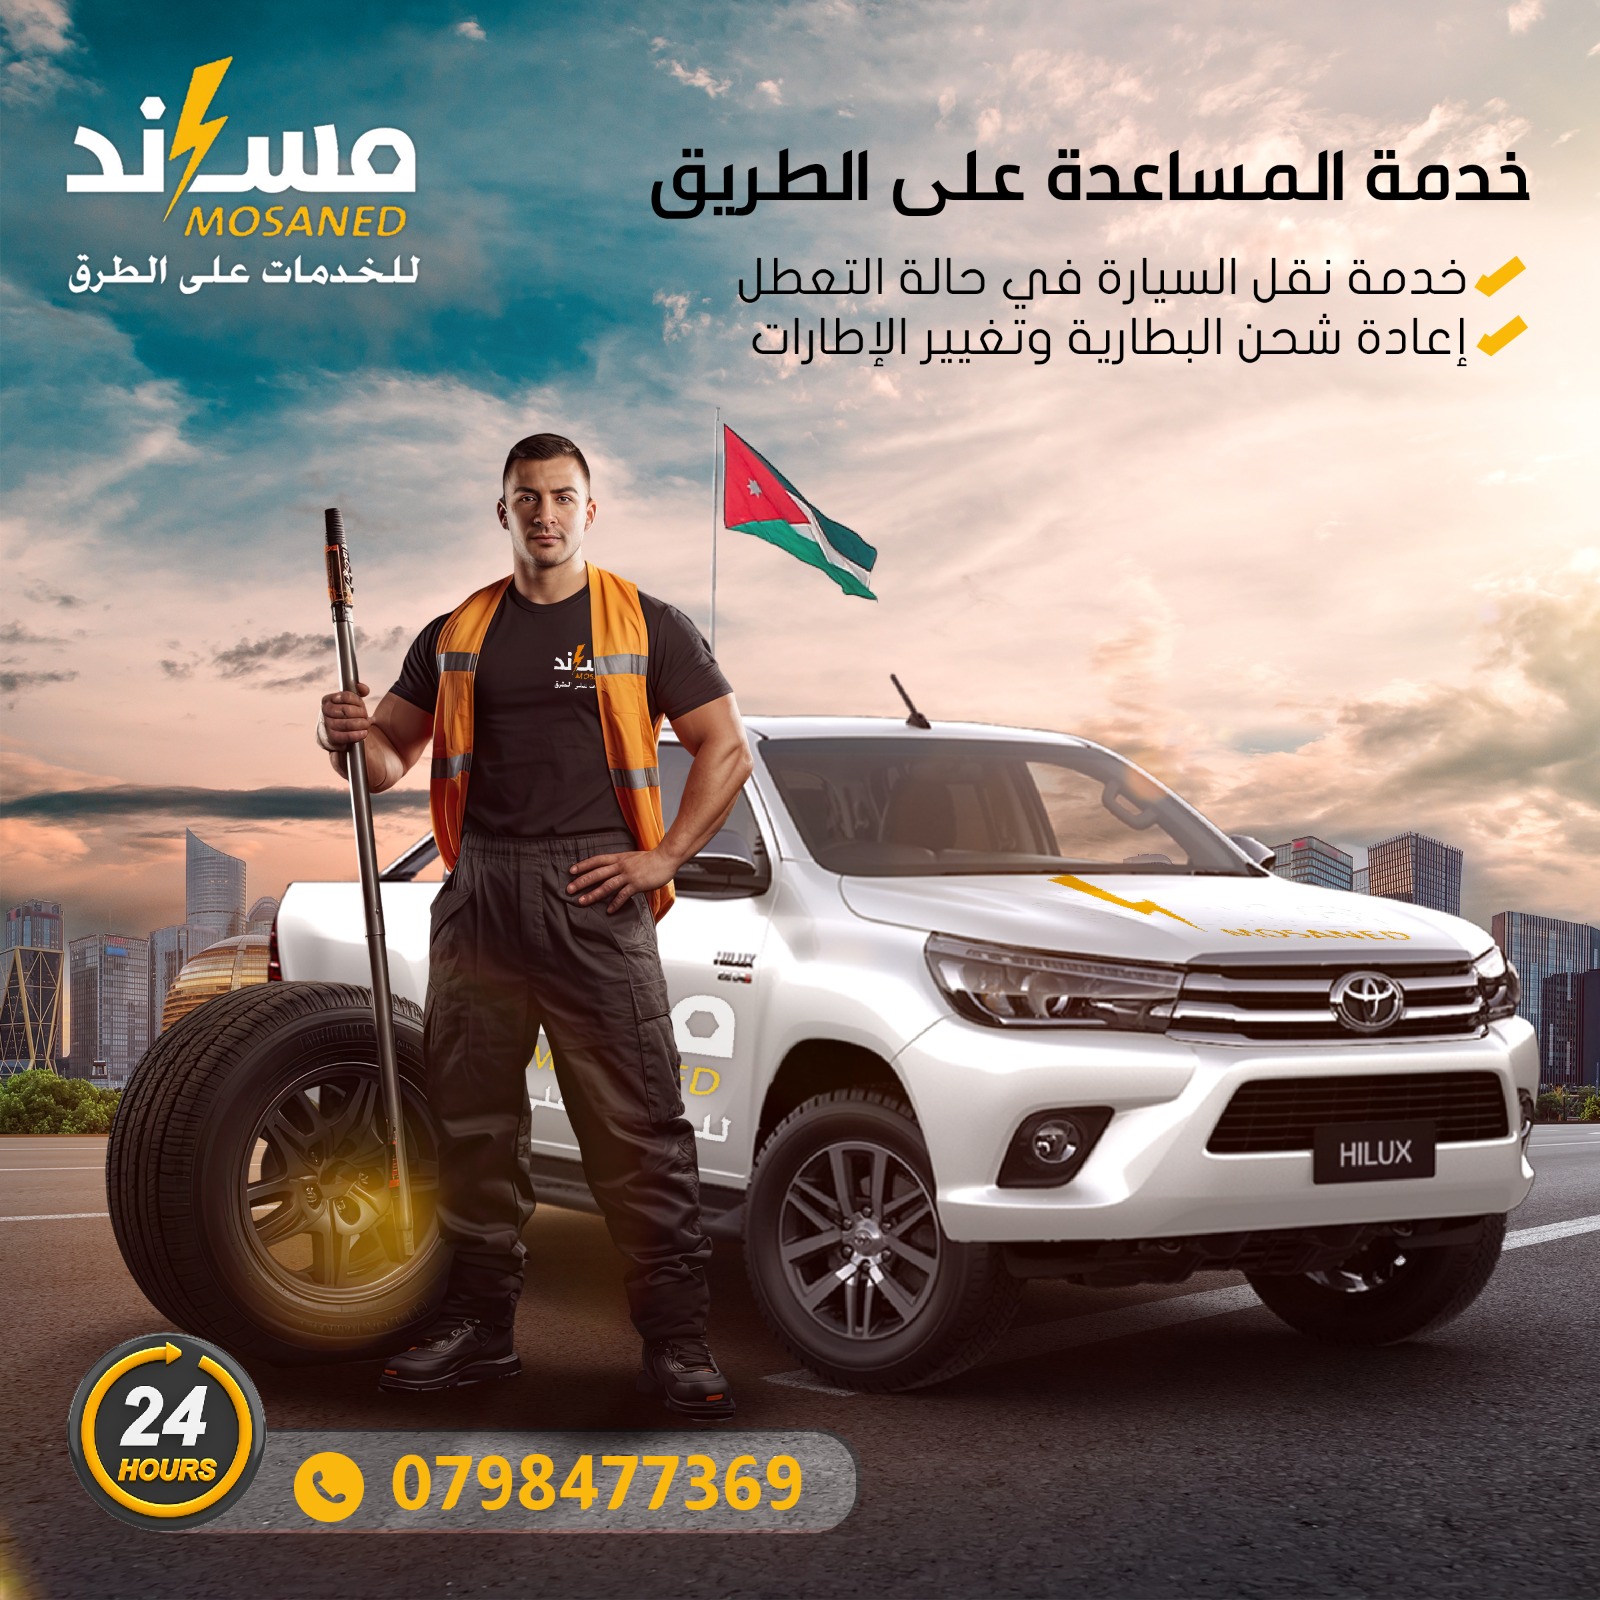 مساند
MOSANED
للخدمات على الطرق
خدمة المساعدة على الطريق
خدمة نقل السيارة في حالة التعطل
إعادة شحن البطارية وتغيير الإطارات
HILUX
MOSANED
HILUX
24
HOURS
0798477369